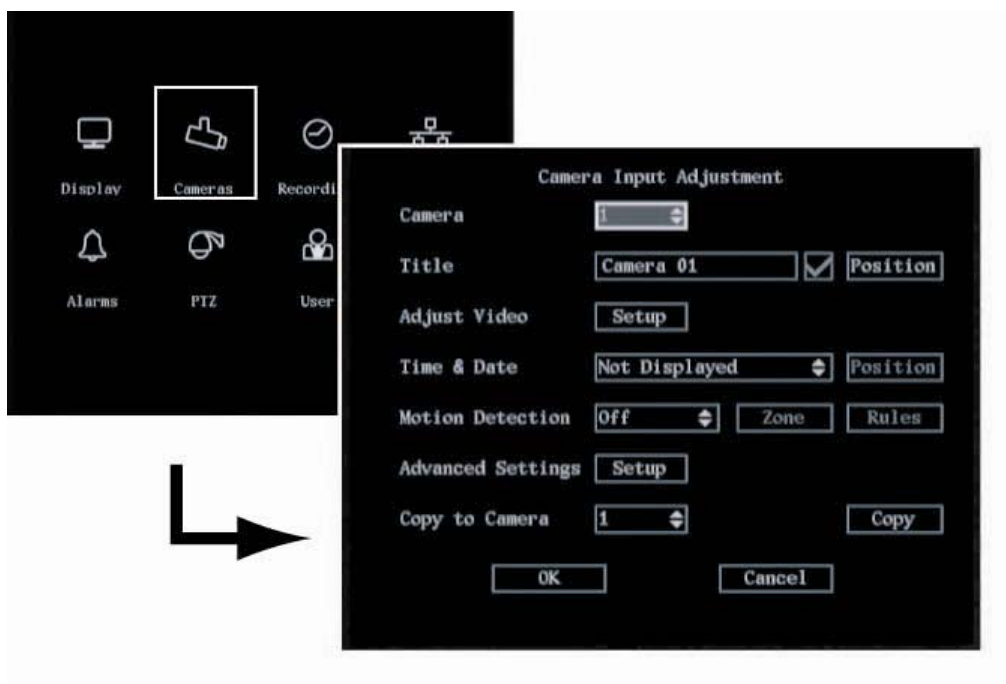 Display Cameras Recordi
Alarms PTZ User
Camera Input Adjustment
Camera 1
Title Camera 01 Position
Adjust Video Setup
Time & Date Not Displayed Position
Motion Detection Off Zone Rules
Advanced Settings Setup
Copy to Camera 1 Copy
OK Cancel